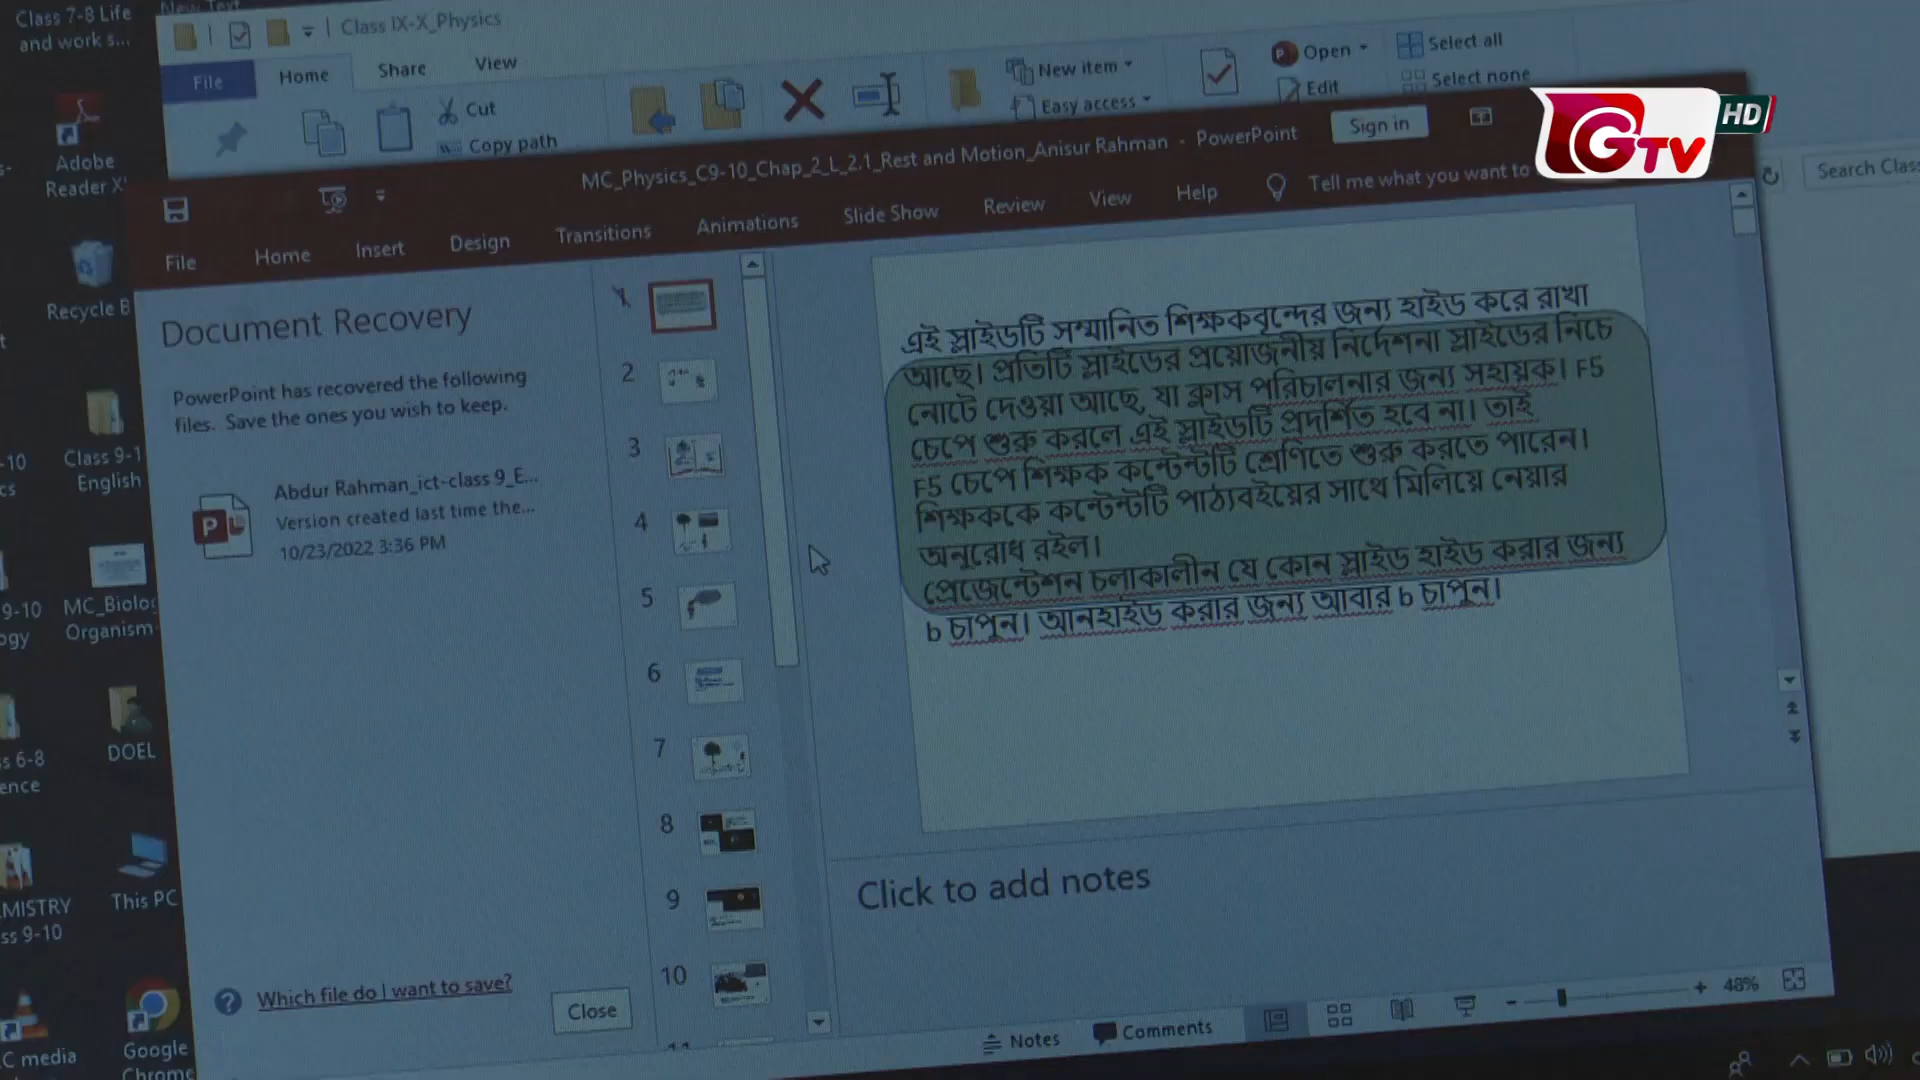 Class 7-8 Life
and work s...
Class IX-X_Physics
File
Home
Share
View
Cut
Copy path
New item
Easy access
Open
Edit
Select all
Select none
GTV
HD
Search Clas
Adobe
Reader X
Recycle B
Class 9-1
English
MC_Biolo
Organism
DOEL
This PC
MISTRY
ss 9-10
C media
Google
Chrome
MC_Physics_C9-10_Chap_2_L_2.1_Rest and Motion_Anisur Rahman - PowerPoint
Sign in
File
Home
Insert
Design
Transitions
Animations
Slide Show
Review
View
Help
Tell me what you want to
Document Recovery
PowerPoint has recovered the following
files. Save the ones you wish to keep.
Abdur Rahman_ict-class 9_E...
Version created last time the...
10/23/2022 3:36 PM
Which file do I want to save?
Close
1
2
3
4
5
6
7
8
9
10
এই স্লাইডটি সম্মানিত শিক্ষকবৃন্দের জন্য হাইড করে রাখা
আছে। প্রতিটি স্লাইডের প্রয়োজনীয় নির্দেশনা স্লাইডের নিচে
নোটে দেওয়া আছে, যা ক্লাস পরিচালনার জন্য সহায়ক। F5
চেপে শুরু করলে এই স্লাইডটি প্রদর্শিত হবে না। তাই
F5 চেপে শিক্ষক কন্টেন্টটি শ্রেণিতে শুরু করতে পারেন।
শিক্ষককে কন্টেন্টটি পাঠ্যবইয়ের সাথে মিলিয়ে নেয়ার
অনুরোধ রইল।
প্রেজেন্টেশন চলাকালীন যে কোন স্লাইড হাইড করার জন্য
b চাপুন। আনহাইড করার জন্য আবার b চাপুন।
Click to add notes
Notes
Comments
48%